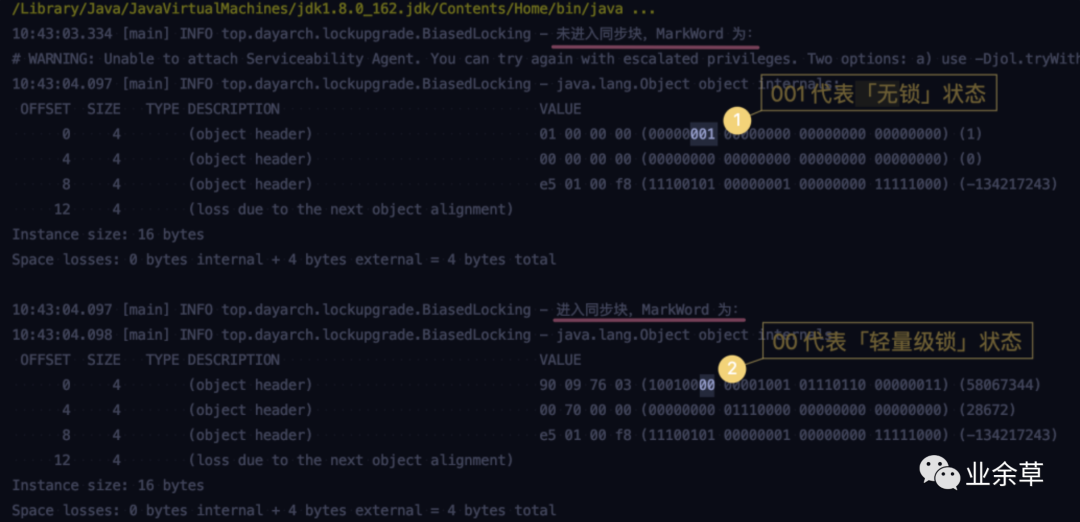 /Library/Java/JavaVirtualMachines/jdk1.8.0_162.jdk/Contents/Home/bin/java ...
10:43:03.334 [main] INFO top.dayarch.lockupgrade.BiasedLocking - 未进入同步块，MarkWord 为：
# WARNING: Unable to attach Serviceability Agent. You can try again with escalated privileges. Two options: a) use -Djol.tryWith
10:43:04.097 [main] INFO top.dayarch.lockupgrade.BiasedLocking - java.lang.Object object internals:
001 代表「无锁」状态
1
OFFSET SIZE TYPE DESCRIPTION VALUE
0 4 (object header) 01 00 00 00 (00000001 00000000 00000000 00000000) (1)
4 4 (object header) 00 00 00 00 (00000000 00000000 00000000 00000000) (0)
8 4 (object header) e5 01 00 f8 (11100101 00000001 00000000 11111000) (-134217243)
12 4 (loss due to the next object alignment)
Instance size: 16 bytes
Space losses: 0 bytes internal + 4 bytes external = 4 bytes total
10:43:04.097 [main] INFO top.dayarch.lockupgrade.BiasedLocking - 进入同步块，MarkWord 为：
10:43:04.098 [main] INFO top.dayarch.lockupgrade.BiasedLocking - java.lang.Object object internals:
00 代表「轻量级锁」状态
2
OFFSET SIZE TYPE DESCRIPTION VALUE
0 4 (object header) 90 09 76 03 (10010000 00001001 01110110 00000011) (58067344)
4 4 (object header) 00 70 00 00 (00000000 01110000 00000000 00000000) (28672)
8 4 (object header) e5 01 00 f8 (11100101 00000001 00000000 11111000) (-134217243)
12 4 (loss due to the next object alignment)
Instance size: 16 bytes
Space losses: 0 bytes internal + 4 bytes external = 4 bytes total
业余草